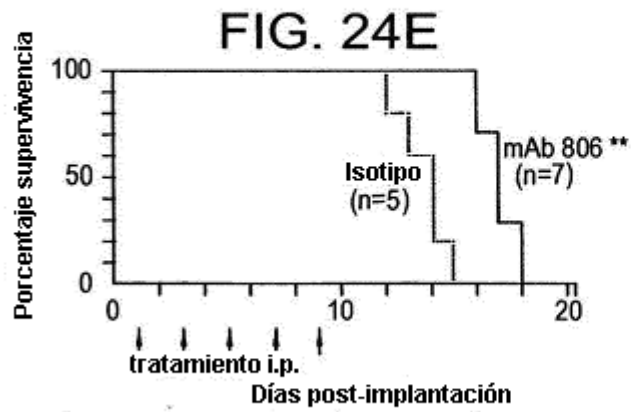 FIG. 24E
Porcentaje supervivencia
100
50
0
Isotipo
(n=5)
mAb 806 **
(n=7)
0 10 20
tratamiento i.p.
Días post-implantación